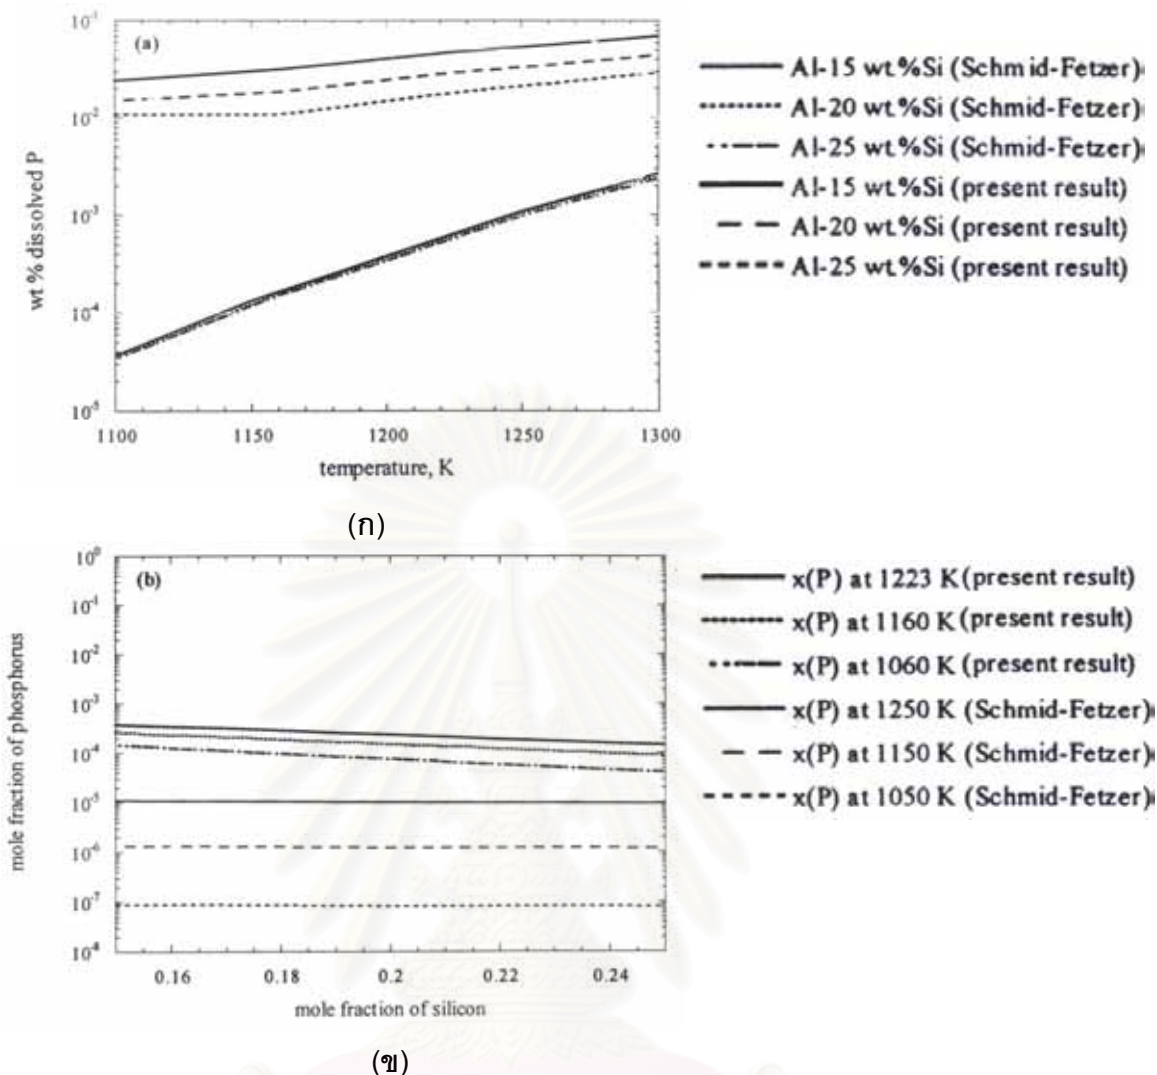 (a)
10⁻¹
10⁻²
10⁻³
10⁻⁴
10⁻⁵
wt % dissolved P
1100 1150 1200 1250 1300
temperature, K
Al-15 wt.%Si (Schmid-Fetzer)
Al-20 wt.%Si (Schmid-Fetzer)
Al-25 wt.%Si (Schmid-Fetzer)
Al-15 wt.%Si (present result)
Al-20 wt.%Si (present result)
Al-25 wt.%Si (present result)
(ก)
(b)
10⁰
10⁻¹
10⁻²
10⁻³
10⁻⁴
10⁻⁵
10⁻⁶
10⁻⁷
10⁻⁸
mole fraction of phosphorus
0.16 0.18 0.2 0.22 0.24
mole fraction of silicon
x(P) at 1223 K (present result)
x(P) at 1160 K (present result)
x(P) at 1060 K (present result)
x(P) at 1250 K (Schmid-Fetzer)
x(P) at 1150 K (Schmid-Fetzer)
x(P) at 1050 K (Schmid-Fetzer)
(ข)